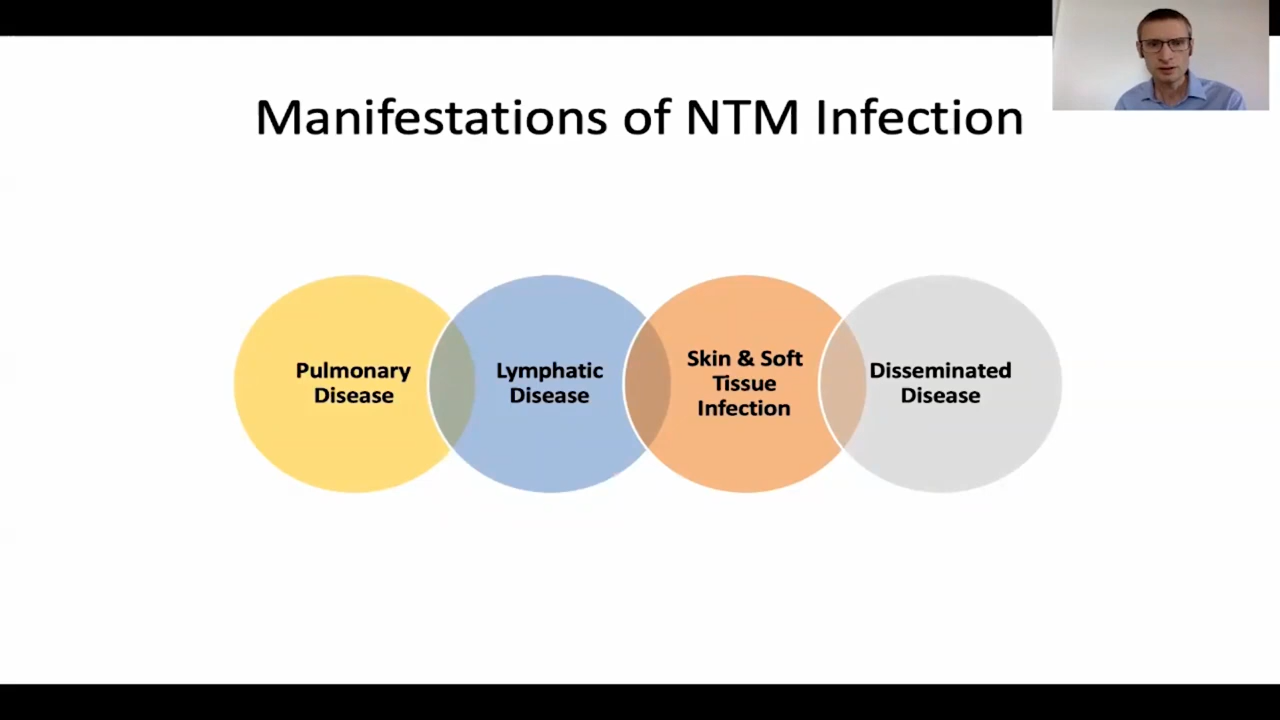 Manifestations of NTM Infection
Pulmonary
Disease
Lymphatic
Disease
Skin & Soft
Tissue
Infection
Disseminated
Disease